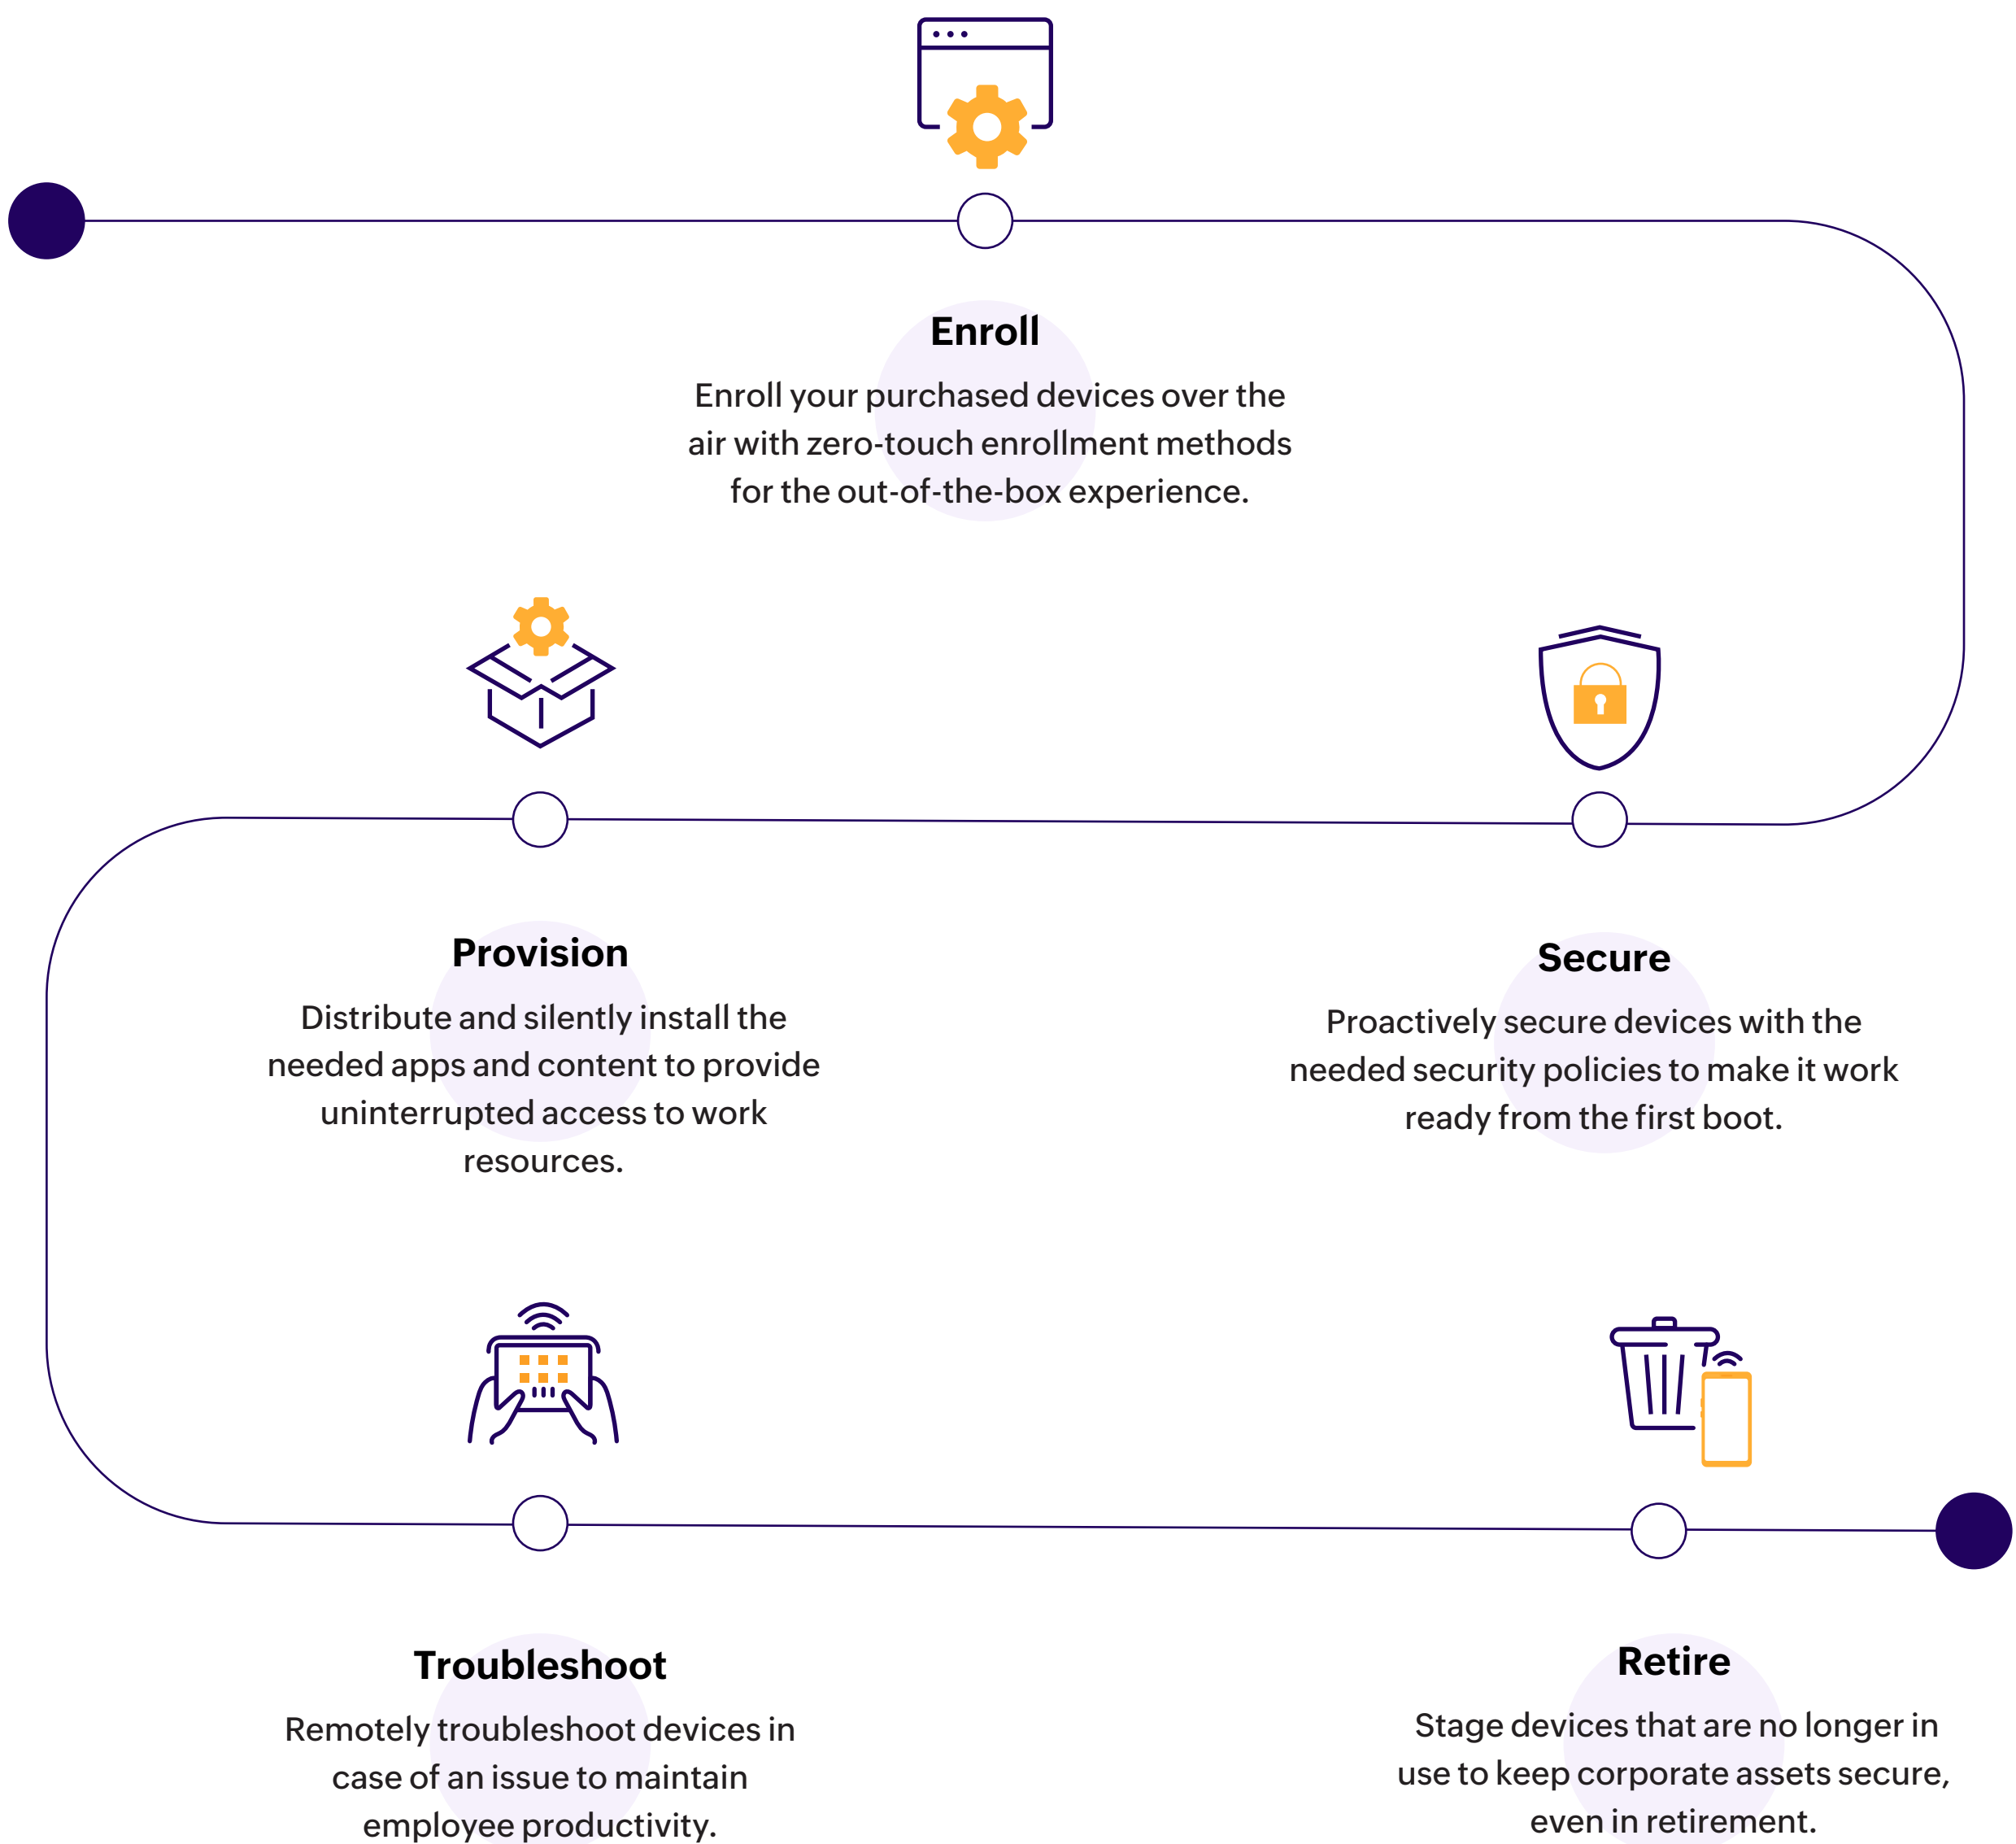 Enroll
Enroll your purchased devices over the
air with zero-touch enrollment methods
for the out-of-the-box experience.
Provision
Distribute and silently install the
needed apps and content to provide
uninterrupted access to work
resources.
Secure
Proactively secure devices with the
needed security policies to make it work
ready from the first boot.
Troubleshoot
Remotely troubleshoot devices in
case of an issue to maintain
employee productivity.
Retire
Stage devices that are no longer in
use to keep corporate assets secure,
even in retirement.